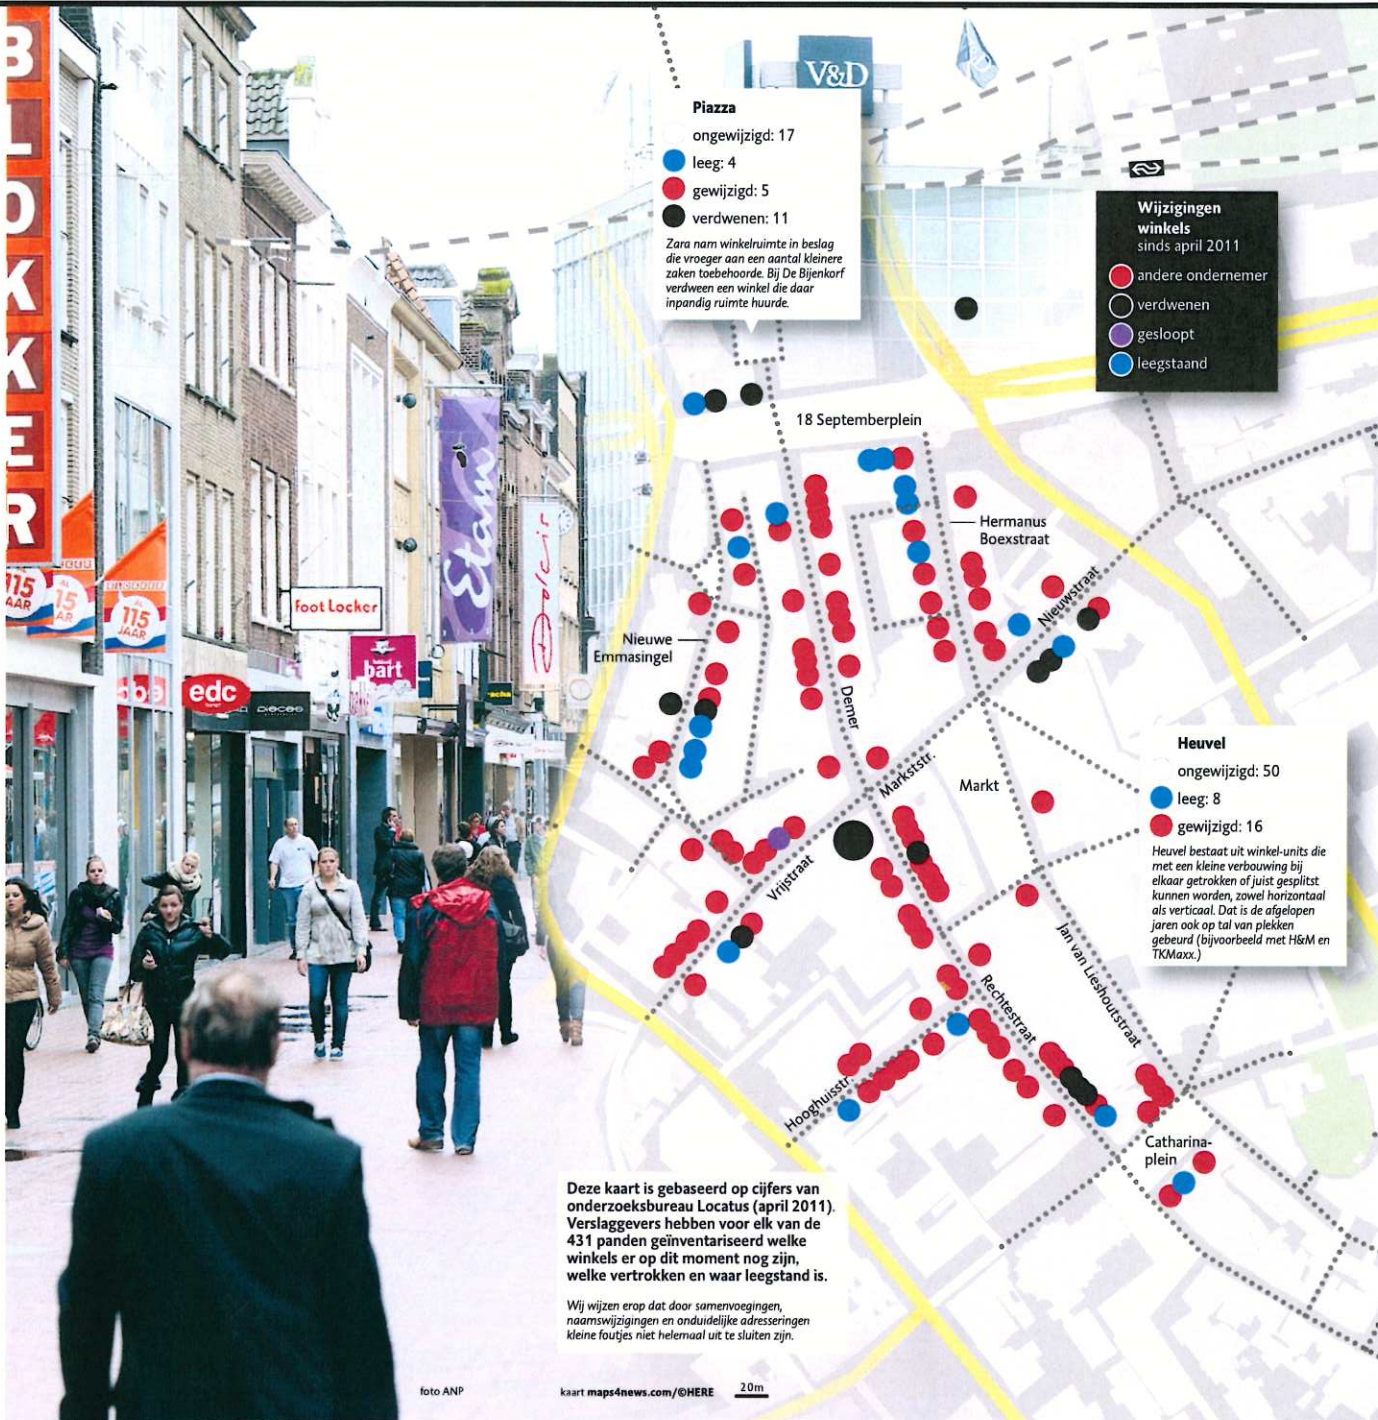 BLOKKER
115
JAAR
AL
15
AR
115
JAAR
Foot Locker
bart
edc
pieces
Etam
Dolcis
V&D
Piazza
ongewijzigd: 17
leeg: 4
gewijzigd: 5
verdwenen: 11
Zara nam winkelruimte in beslag
die vroeger aan een aantal kleinere
zaken toebehoorde. Bij De Bijenkorf
verdween een winkel die daar
inpandig ruimte huurde.
Wijzigingen
winkels
sinds april 2011
andere ondernemer
verdwenen
gesloopt
leegstaand
18 Septemberplein
Hermanus
Boexstraat
Nieuwstraat
Nieuwe
Emmasingel
Demer
Markststr.
Markt
Vrijstraat
Heuvel
ongewijzigd: 50
leeg: 8
gewijzigd: 16
Heuvel bestaat uit winkel-units die
met een kleine verbouwing bij
elkaar getrokken of juist gesplitst
kunnen worden, zowel horizontaal
als verticaal. Dat is de afgelopen
jaren ook op tal van plekken
gebeurd (bijvoorbeeld met H&M en
TKMaxx.)
Jan van Lieshoutstraat
Rechtestraat
Hooghuisstr.
Catharina-
plein
Deze kaart is gebaseerd op cijfers van
onderzoeksbureau Locatus (april 2011).
Verslaggevers hebben voor elk van de
431 panden geïnventariseerd welke
winkels er op dit moment nog zijn,
welke vertrokken en waar leegstand is.
Wij wijzen erop dat door samenvoegingen,
naamswijzigingen en onduidelijke adresseringen
kleine foutjes niet helemaal uit te sluiten zijn.
foto ANP
kaart maps4news.com/©HERE
20m